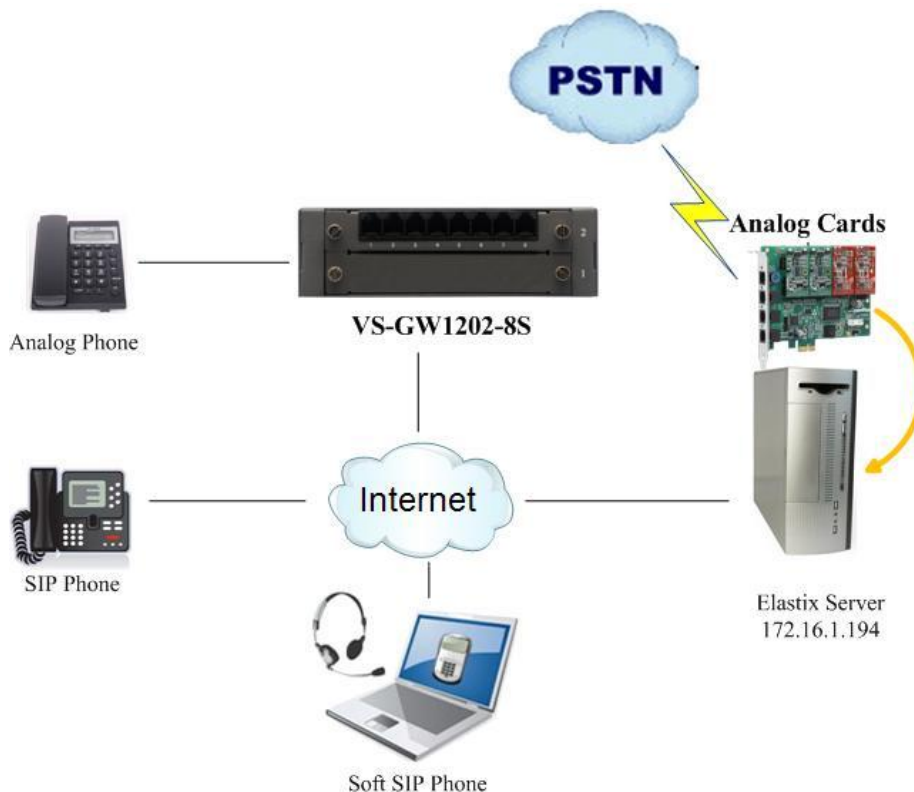 PSTN
Analog Cards
VS-GW1202-8S
Analog Phone
Internet
SIP Phone
Elastix Server
172.16.1.194
Soft SIP Phone